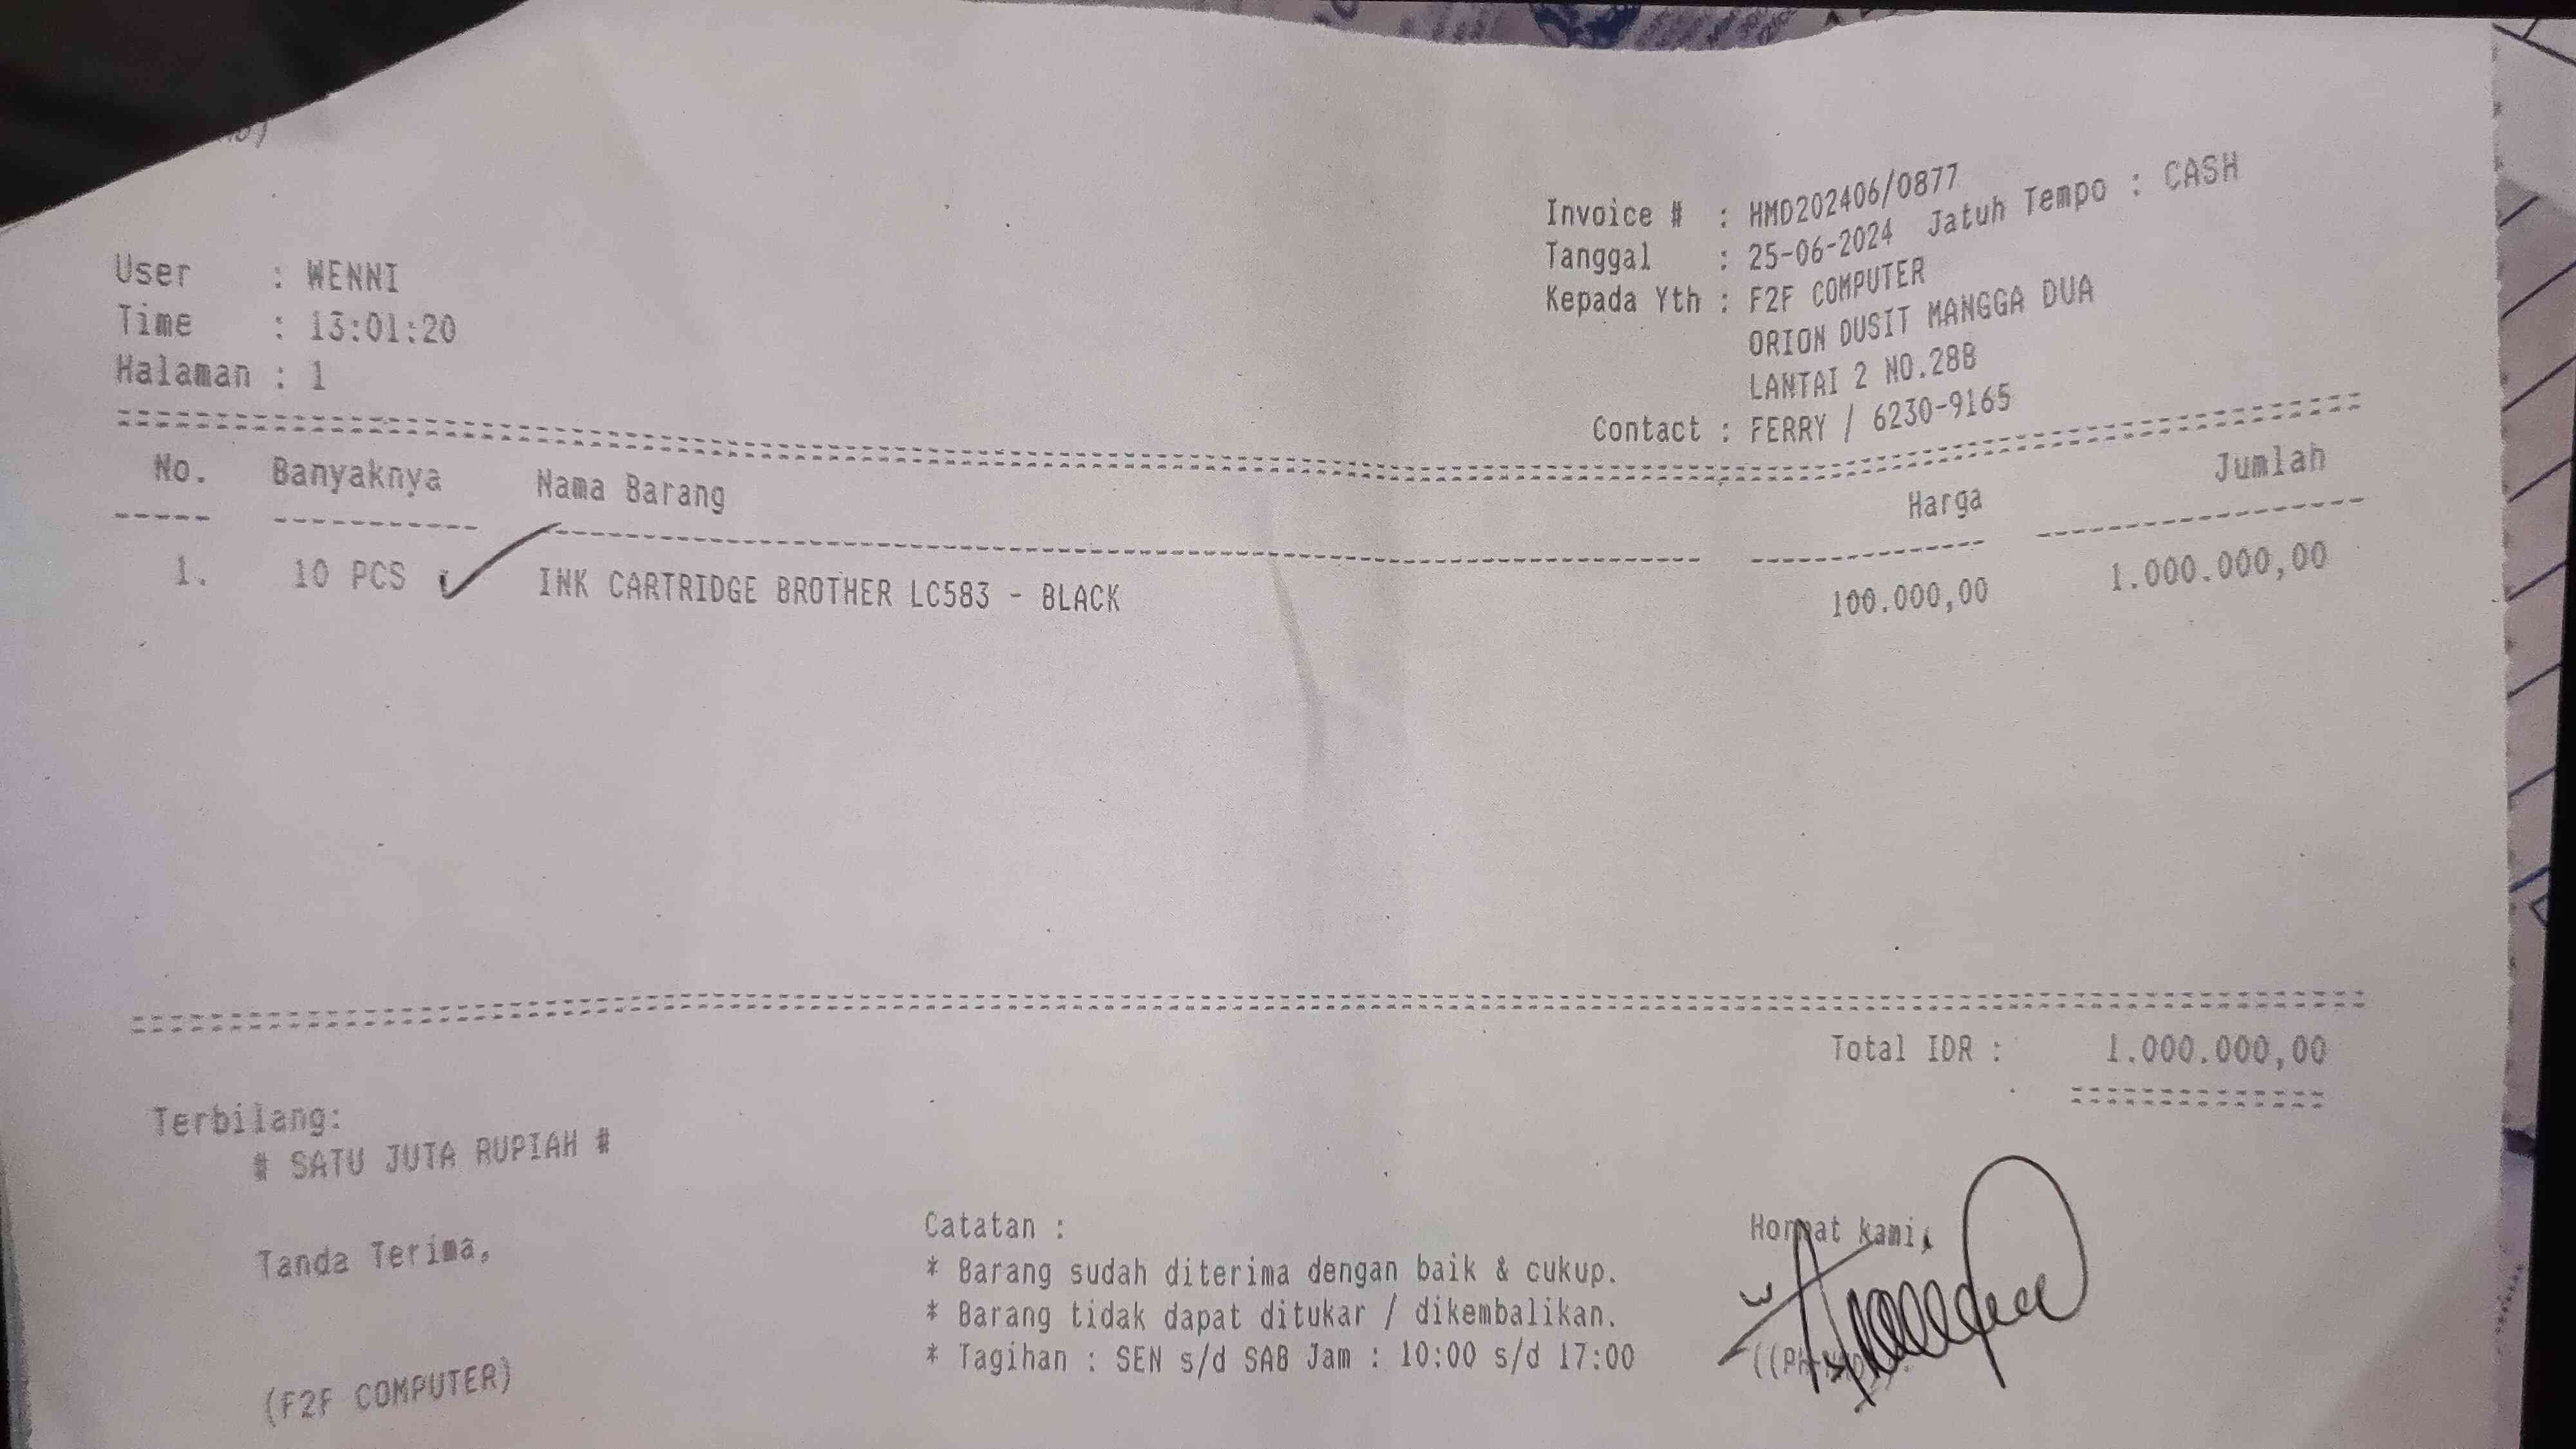 Invoice # : HMD202406/0877
Tanggal : 25-06-2024 Jatuh Tempo : CASH
Kepada Yth : F2F COMPUTER
ORION DUSIT MANGGA DUA
LANTAI 2 NO.28B
Contact : FERRY / 6230-9165
User : WENNI
Time : 13:01:20
Halaman : 1
No. Banyaknya Nama Barang Harga Jumlah
1. 10 PCS INK CARTRIDGE BROTHER LC583 - BLACK 100.000,00 1.000.000,00
Total IDR : 1.000.000,00
Terbilang:
# SATU JUTA RUPIAH #
Tanda Terima,
(F2F COMPUTER)
Catatan :
* Barang sudah diterima dengan baik & cukup.
* Barang tidak dapat ditukar / dikembalikan.
* Tagihan : SEN s/d SAB Jam : 10:00 s/d 17:00
Hormat kami,